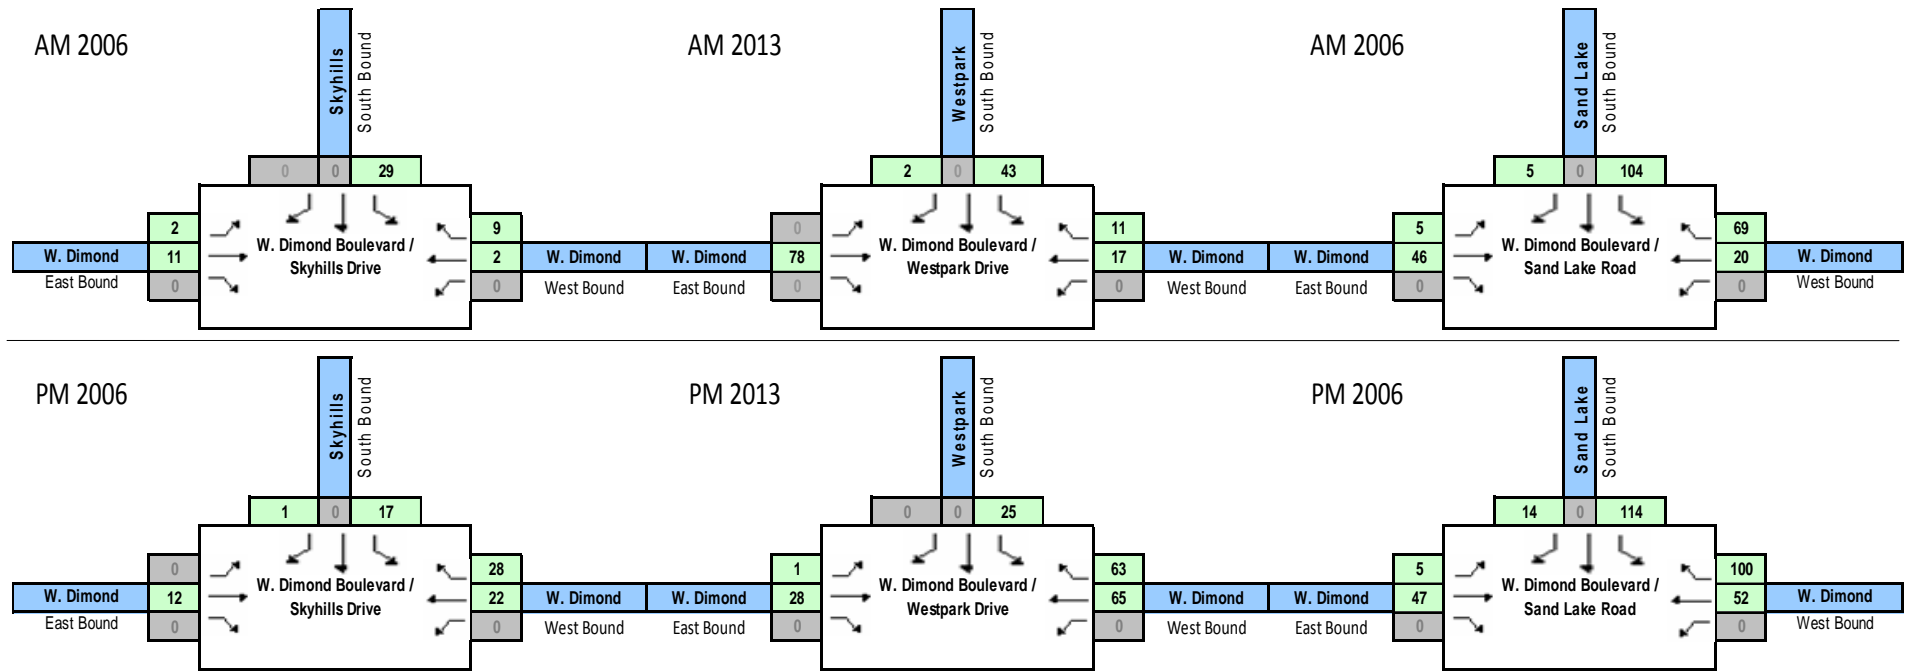 AM 2006
Skyhills
South Bound
0 0 29
2
W. Dimond 11
East Bound 0
W. Dimond Boulevard /
Skyhills Drive
9
2 W. Dimond
0 West Bound
AM 2013
Westpark
South Bound
2 0 43
0
W. Dimond 78
East Bound 0
W. Dimond Boulevard /
Westpark Drive
11
17 W. Dimond
0 West Bound
AM 2006
Sand Lake
South Bound
5 0 104
5
W. Dimond 46
East Bound 0
W. Dimond Boulevard /
Sand Lake Road
69
20 W. Dimond
0 West Bound
PM 2006
Skyhills
South Bound
1 0 17
0
W. Dimond 12
East Bound 0
W. Dimond Boulevard /
Skyhills Drive
28
22 W. Dimond
0 West Bound
PM 2013
Westpark
South Bound
0 0 25
1
W. Dimond 28
East Bound 0
W. Dimond Boulevard /
Westpark Drive
63
65 W. Dimond
0 West Bound
PM 2006
Sand Lake
South Bound
14 0 114
5
W. Dimond 47
East Bound 0
W. Dimond Boulevard /
Sand Lake Road
100
52 W. Dimond
0 West Bound